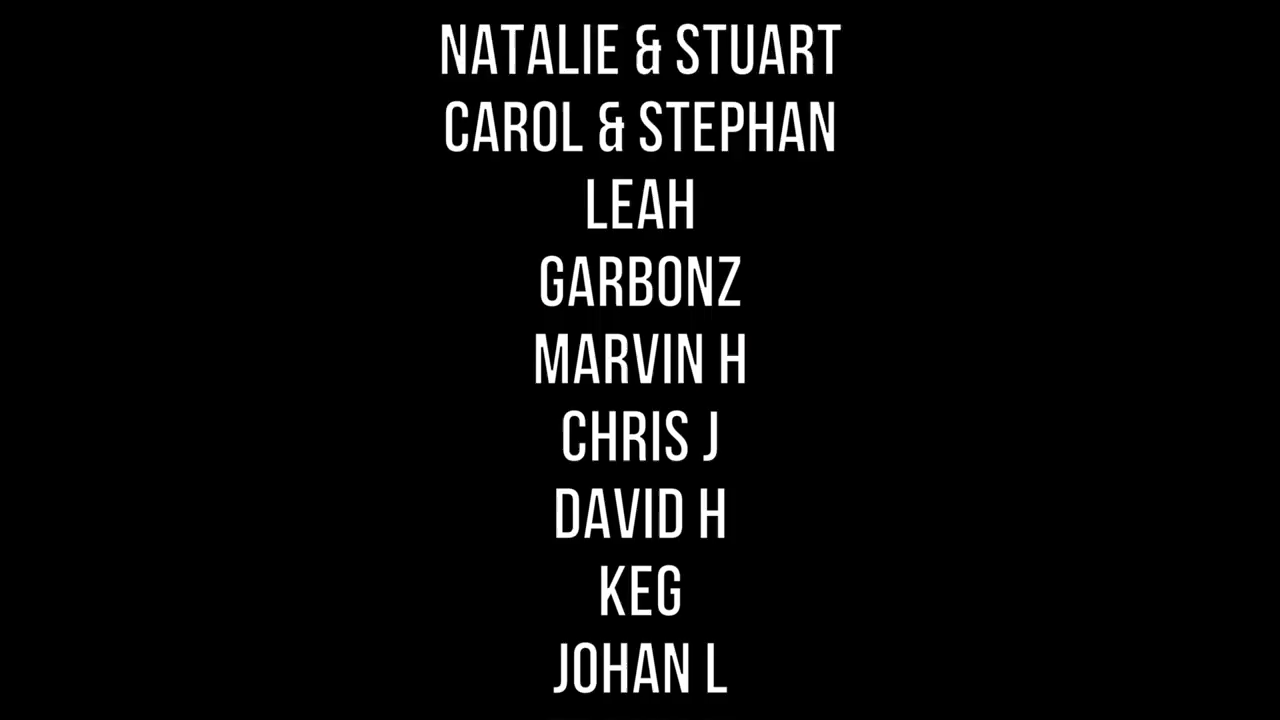 NATALIE & STUART
CAROL & STEPHAN
LEAH
GARBONZ
MARVIN H
CHRIS J
DAVID H
KEG
JOHAN L